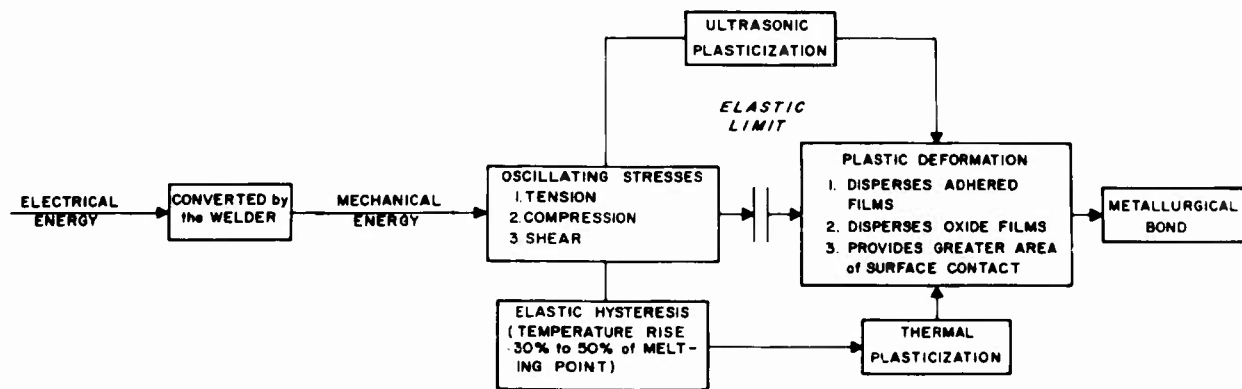 ULTRASONIC
PLASTICIZATION
ELASTIC
LIMIT
ELECTRICAL
ENERGY
CONVERTED by
the WELDER
MECHANICAL
ENERGY
OSCILLATING STRESSES
1. TENSION
2. COMPRESSION
3 SHEAR
PLASTIC DEFORMATION
1. DISPERSES ADHERED
FILMS
2. DISPERSES OXIDE FILMS
3. PROVIDES GREATER AREA
of SURFACE CONTACT
METALLURGICAL
BOND
ELASTIC HYSTERESIS
(TEMPERATURE RISE
30% to 50% of MELT-
ING POINT)
THERMAL
PLASTICIZATION